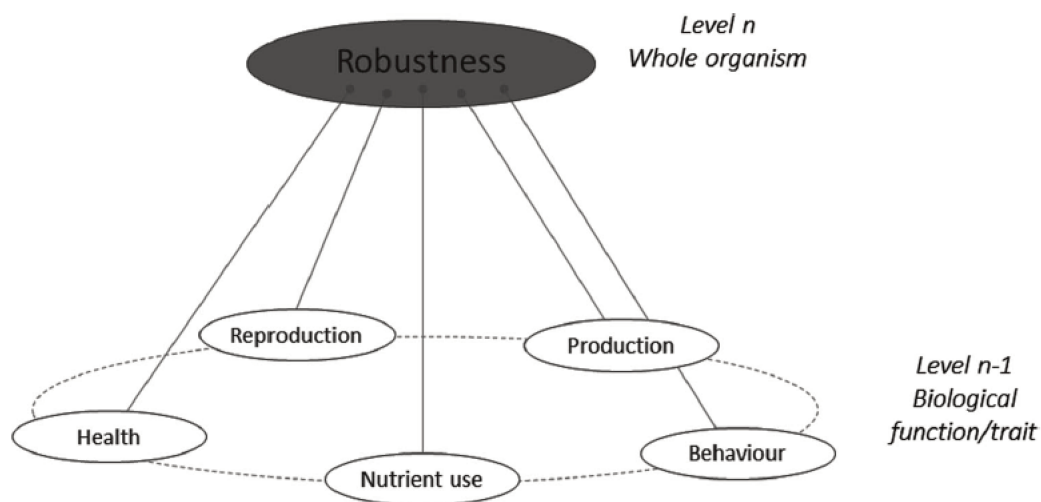 Robustness
Level n
Whole organism
Reproduction
Production
Health
Nutrient use
Behaviour
Level n-1
Biological
function/trait